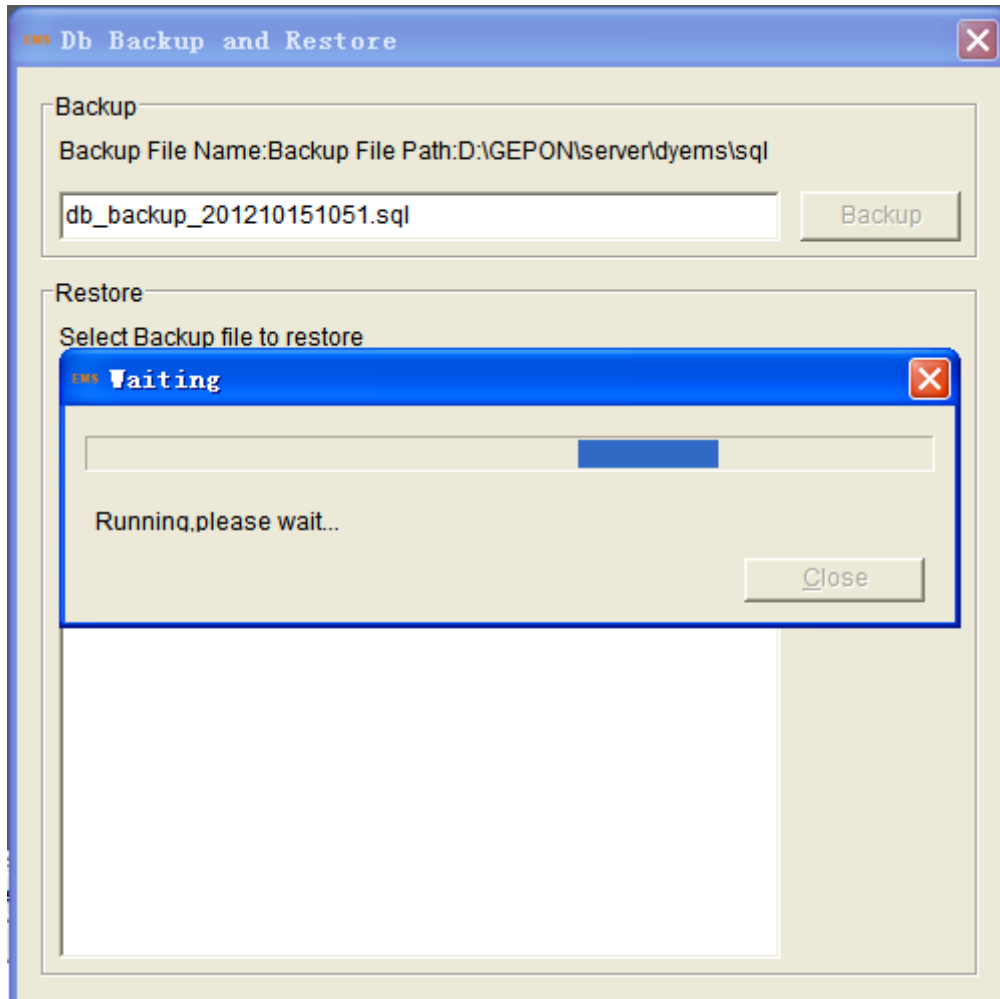 EMS Db Backup and Restore
Backup
Backup File Name:Backup File Path:D:\GEPON\server\dyems\sql
db_backup_201210151051.sql
Backup
Restore
Select Backup file to restore
EMS Waiting
Running,please wait...
Close